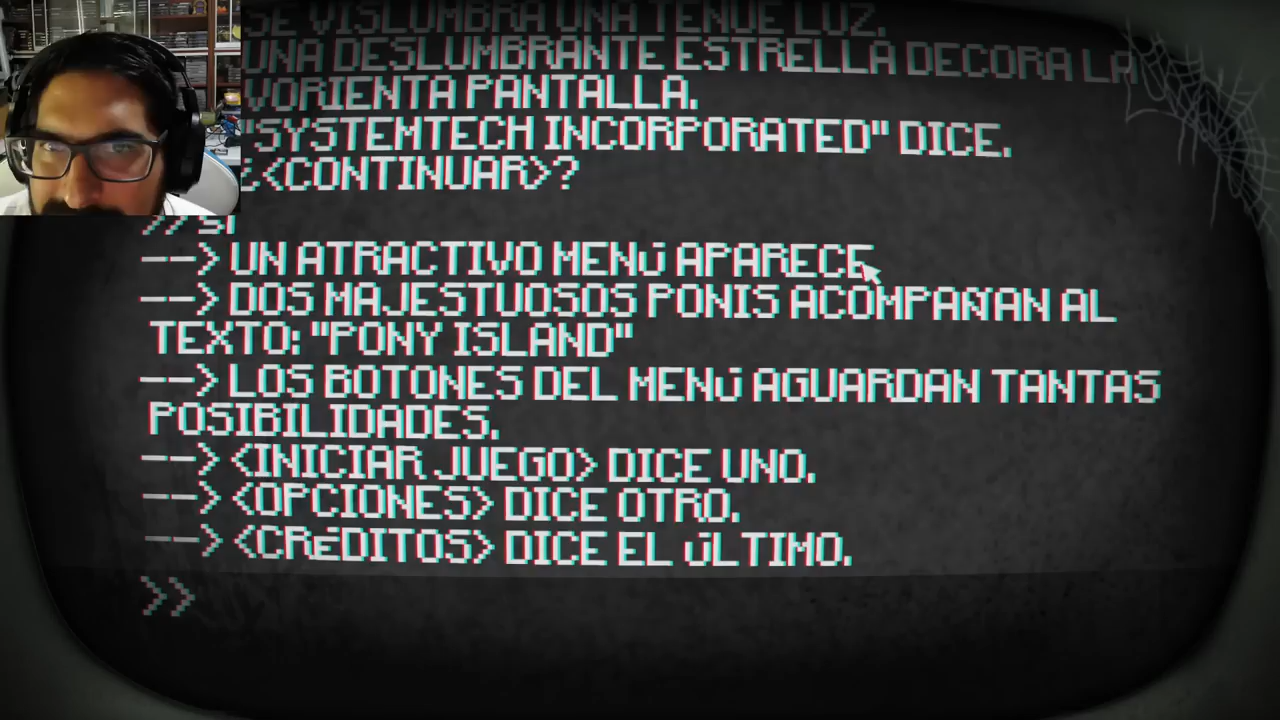 SE VISLUMBRA UNA TENUE LUZ.
UNA DESLUMBRANTE ESTRELLA DECORA LA
VORIENTA PANTALLA.
"SYSTEMTECH INCORPORATED" DICE.
¿<CONTINUAR>?
>> SI
--> UN ATRACTIVO MENÚ APARECE
--> DOS MAJESTUOSOS PONIS ACOMPAÑAN AL
TEXTO: "PONY ISLAND"
--> LOS BOTONES DEL MENÚ AGUARDAN TANTAS
POSIBILIDADES.
--> <INICIAR JUEGO> DICE UNO.
--> <OPCIONES> DICE OTRO.
--> <CRÉDITOS> DICE EL ÚLTIMO.
>>